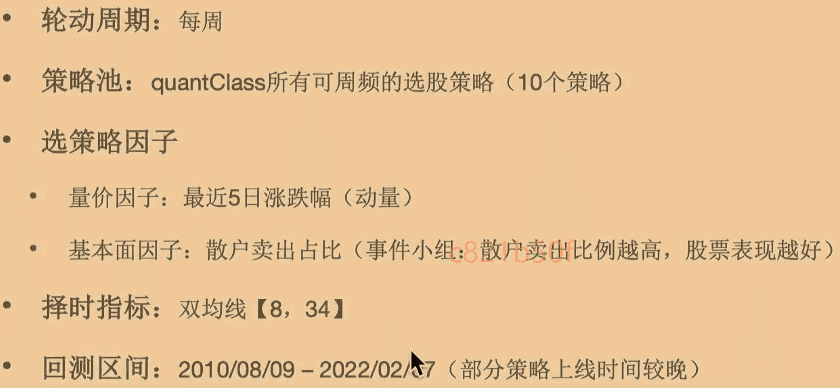 • 轮动周期：每周
• 策略池：quantClass所有可周频的选股策略（10个策略）
• 选策略因子
• 量价因子：最近5日涨跌幅（动量）
• 基本面因子：散户卖出占比（事件小组：散户卖出比例越高，股票表现越好）
• 择时指标：双均线【8，34】
• 回测区间：2010/08/09 – 2022/02/07（部分策略上线时间较晚）